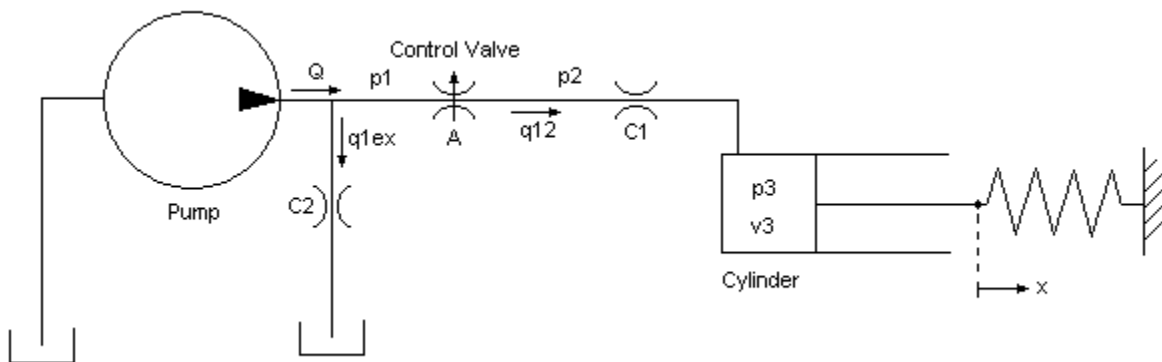 Control Valve
Q
p1
p2
q1ex
A
q12
C1
C2
Pump
p3
v3
Cylinder
x